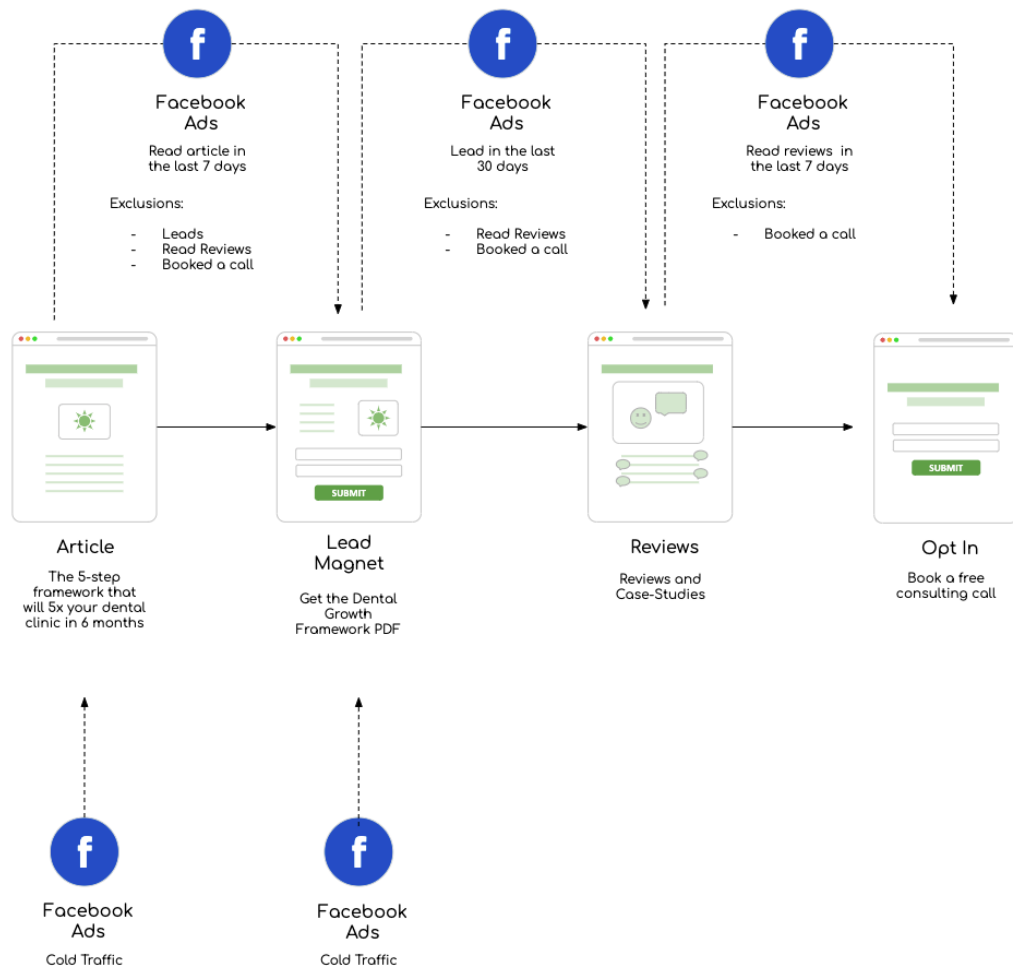 f
Facebook
Ads
Read article in
the last 7 days
Exclusions:
- Leads
- Read Reviews
- Booked a call
f
Facebook
Ads
Lead in the last
30 days
Exclusions:
- Read Reviews
- Booked a call
f
Facebook
Ads
Read reviews in
the last 7 days
Exclusions:
- Booked a call
Article
The 5-step
framework that
will 5x your dental
clinic in 6 months
SUBMIT
Lead
Magnet
Get the Dental
Growth
Framework PDF
Reviews
Reviews and
Case-Studies
SUBMIT
Opt In
Book a free
consulting call
f
Facebook
Ads
Cold Traffic
f
Facebook
Ads
Cold Traffic